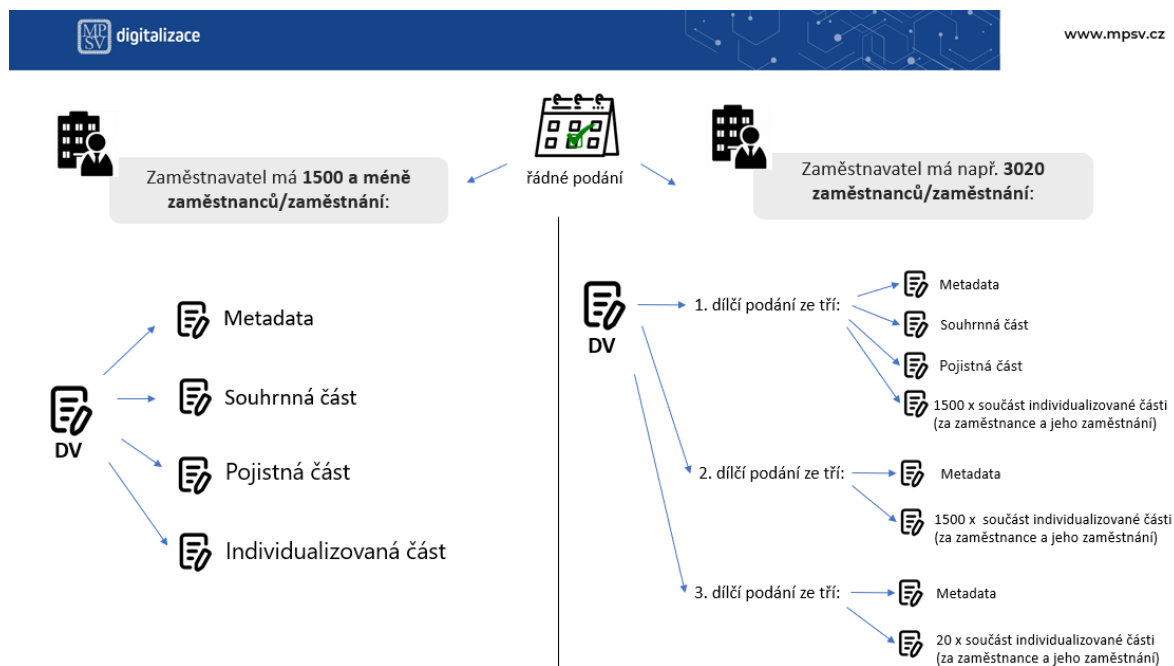 MP
SV
digitalizace
www.mpsv.cz
řádné podání
Zaměstnavatel má 1500 a méně
zaměstnanců/zaměstnání:
Zaměstnavatel má např. 3020
zaměstnanců/zaměstnání:
DV
Metadata
Souhrnná část
Pojistná část
Individualizovaná část
DV
1. dílčí podání ze tří:
Metadata
Souhrnná část
Pojistná část
1500 x součást individualizované části
(za zaměstnance a jeho zaměstnání)
2. dílčí podání ze tří:
Metadata
1500 x součást individualizované části
(za zaměstnance a jeho zaměstnání)
3. dílčí podání ze tří:
Metadata
20 x součást individualizované části
(za zaměstnance a jeho zaměstnání)